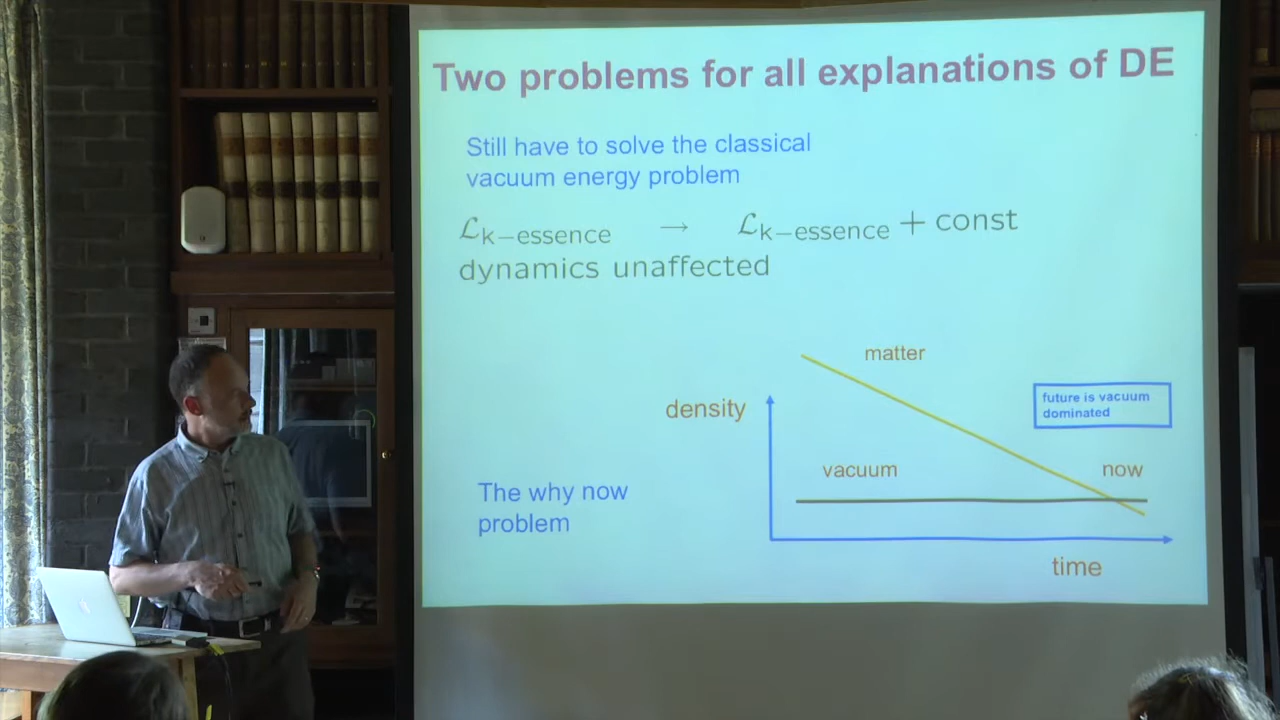 Two problems for all explanations of DE
Still have to solve the classical
vacuum energy problem
ℒk−essence → ℒk−essence + const
dynamics unaffected
matter
density
future is vacuum
dominated
vacuum
now
The why now
problem
time